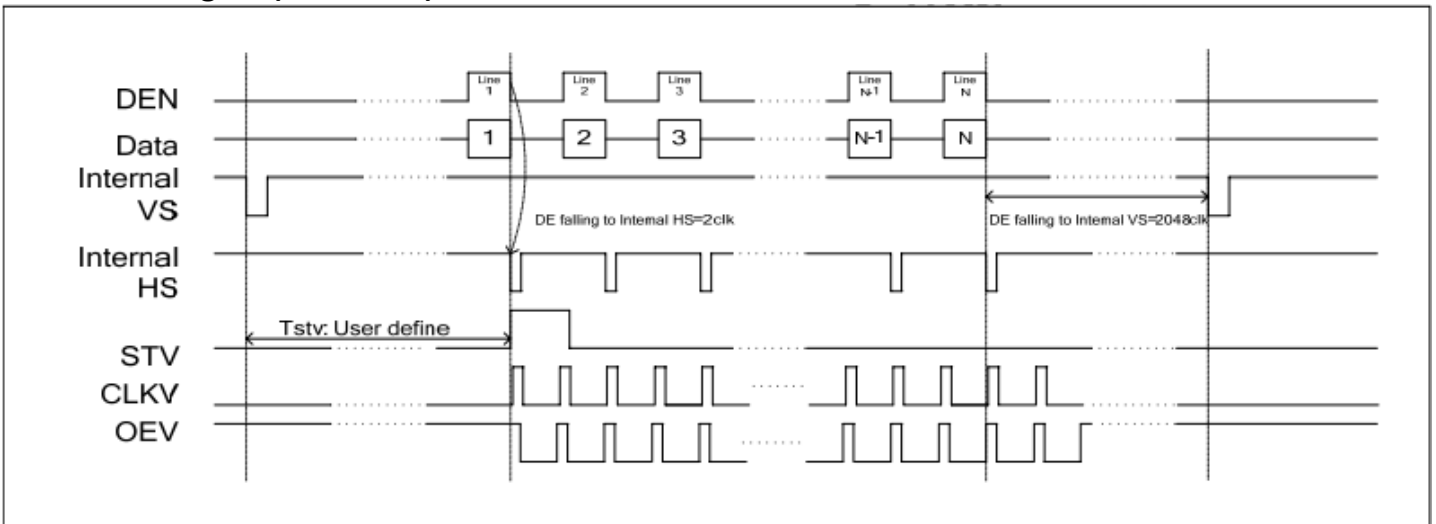 DEN
Line 1
Line 2
Line 3
Line N-1
Line N
Data
1
2
3
N-1
N
Internal VS
DE falling to Internal HS=2clk
DE falling to Internal VS=2048clk
Internal HS
Tstv: User define
STV
CLKV
OEV